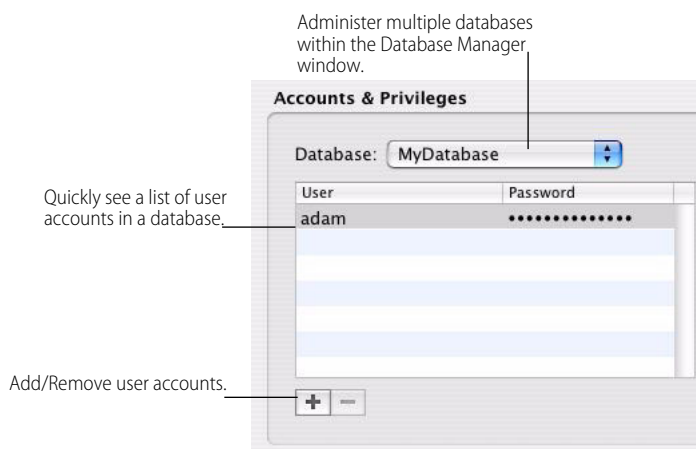 Administer multiple databases
within the Database Manager
window.
Accounts & Privileges
Database: MyDatabase
Quickly see a list of user
accounts in a database.
User Password
adam ••••••••••••••
Add/Remove user accounts.
+ −